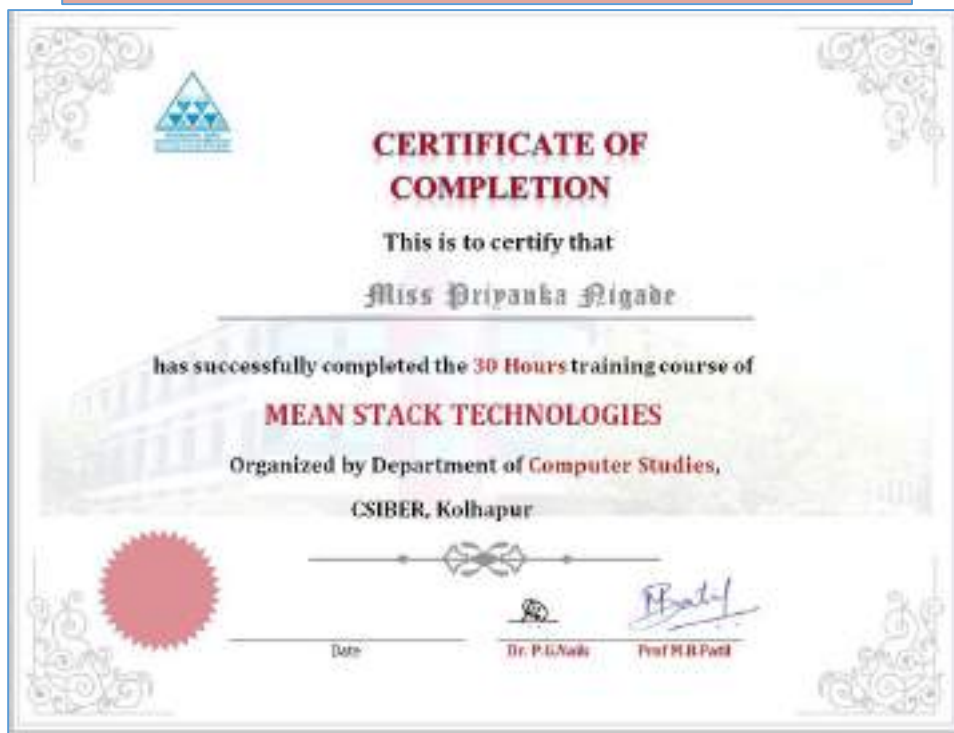 CERTIFICATE OF
COMPLETION
This is to certify that
Miss Priyanka Nigade
has successfully completed the 30 Hours training course of
MEAN STACK TECHNOLOGIES
Organized by Department of Computer Studies,
CSIBER, Kolhapur
Date
Dr. P.G.Naik Prof M.B.Patil